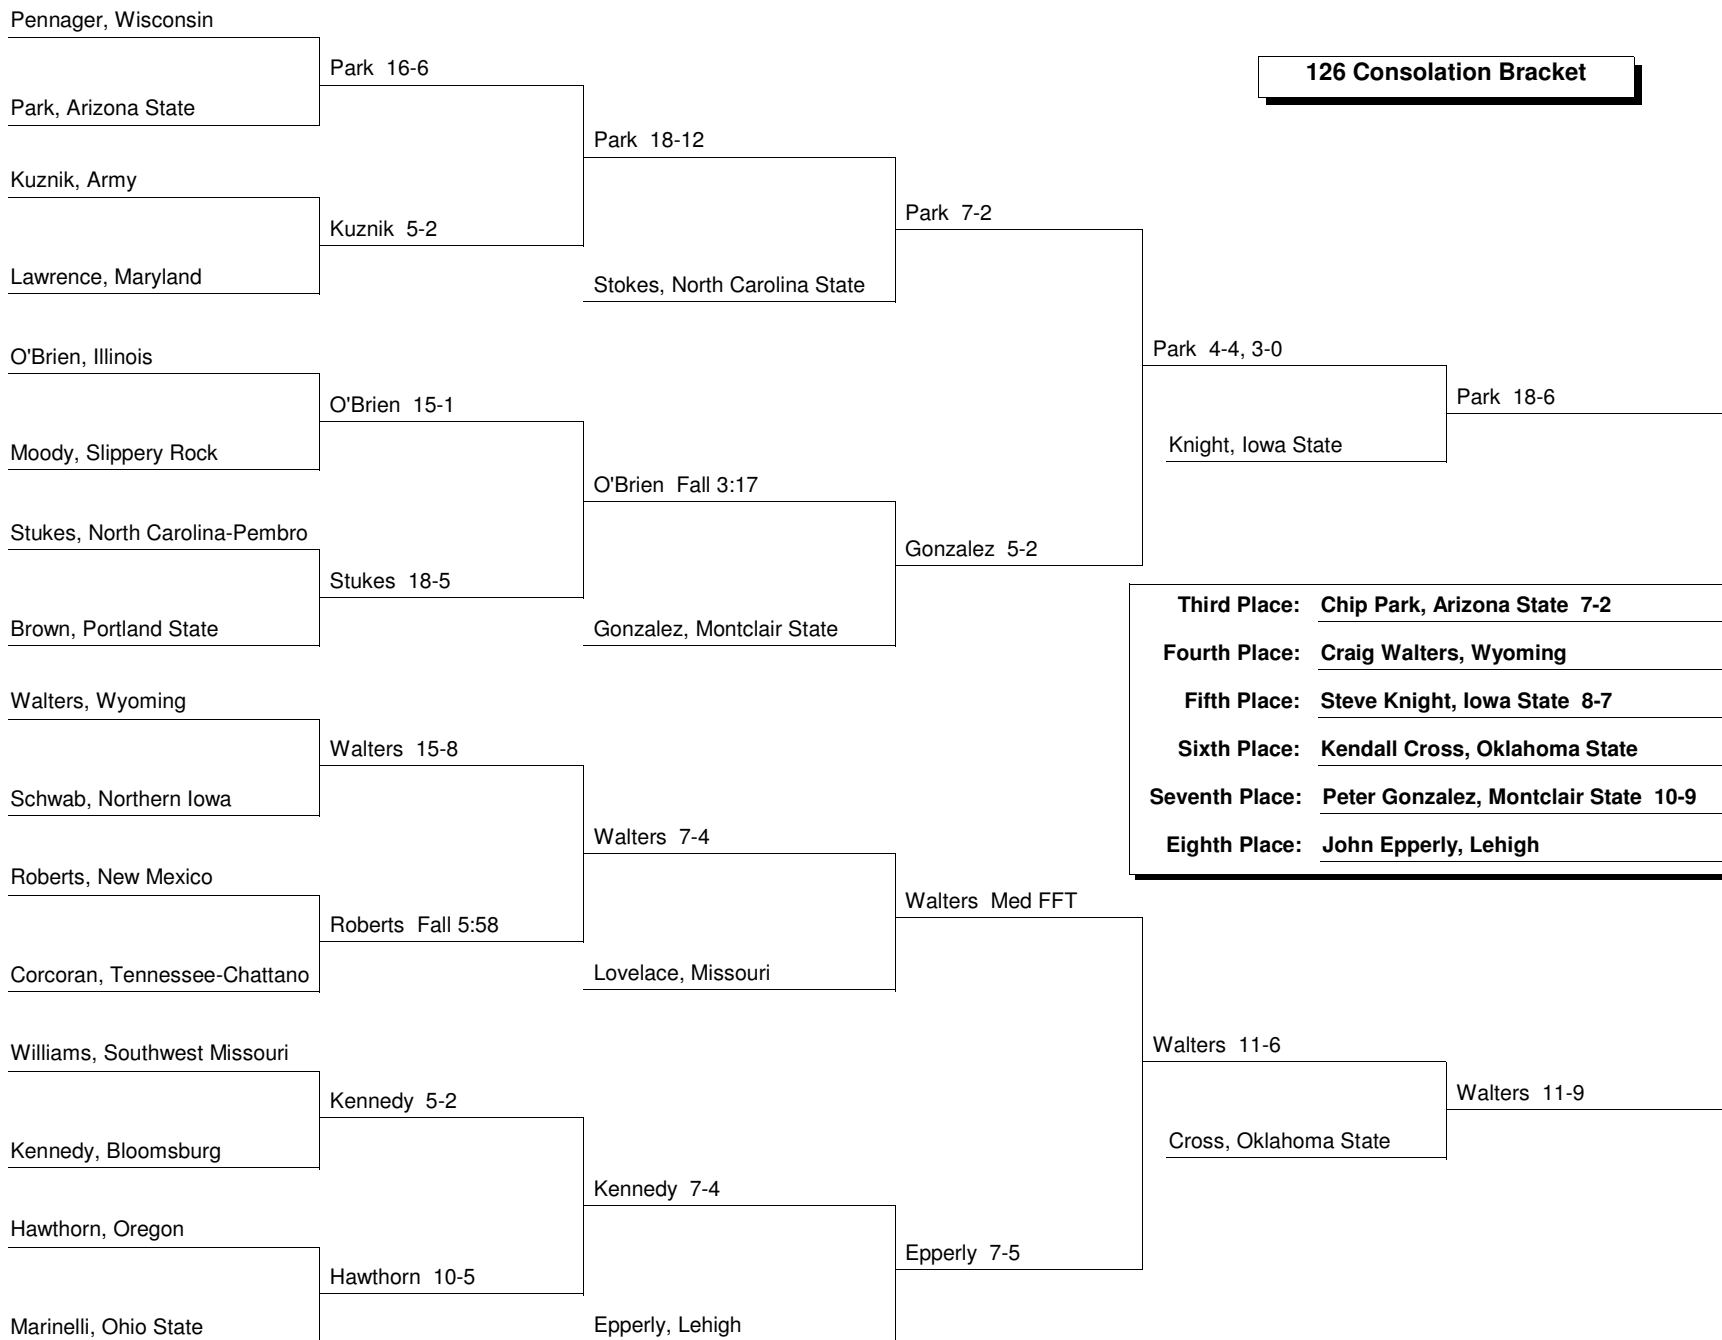 Pennager, Wisconsin
Park 16-6
126 Consolation Bracket
Park, Arizona State
Park 18-12
Kuznik, Army
Park 7-2
Kuznik 5-2
Lawrence, Maryland
Stokes, North Carolina State
O'Brien, Illinois
Park 4-4, 3-0
O'Brien 15-1
Park 18-6
Moody, Slippery Rock
Knight, Iowa State
O'Brien Fall 3:17
Stukes, North Carolina-Pembro
Gonzalez 5-2
Stukes 18-5
Brown, Portland State
Gonzalez, Montclair State
Third Place: Chip Park, Arizona State 7-2
Fourth Place: Craig Walters, Wyoming
Fifth Place: Steve Knight, Iowa State 8-7
Sixth Place: Kendall Cross, Oklahoma State
Seventh Place: Peter Gonzalez, Montclair State 10-9
Eighth Place: John Epperly, Lehigh
Walters, Wyoming
Walters 15-8
Schwab, Northern Iowa
Walters 7-4
Roberts, New Mexico
Walters Med FFT
Roberts Fall 5:58
Corcoran, Tennessee-Chattano
Lovelace, Missouri
Williams, Southwest Missouri
Walters 11-6
Kennedy 5-2
Walters 11-9
Kennedy, Bloomsburg
Cross, Oklahoma State
Kennedy 7-4
Hawthorn, Oregon
Epperly 7-5
Hawthorn 10-5
Marinelli, Ohio State
Epperly, Lehigh